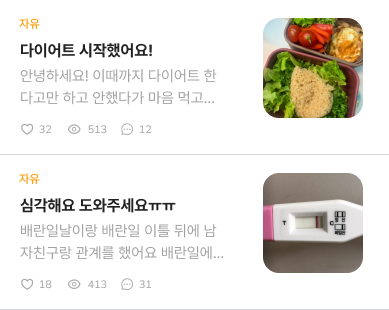 자유
다이어트 시작했어요!
안녕하세요! 이때까지 다이어트 한
다고만 하고 안했다가 마음 먹고...
32 513 12
자유
심각해요 도와주세요ㅠㅠ
배란일날이랑 배란일 이틀 뒤에 남
자친구랑 관계를 했어요 배란일에...
18 413 31
T C